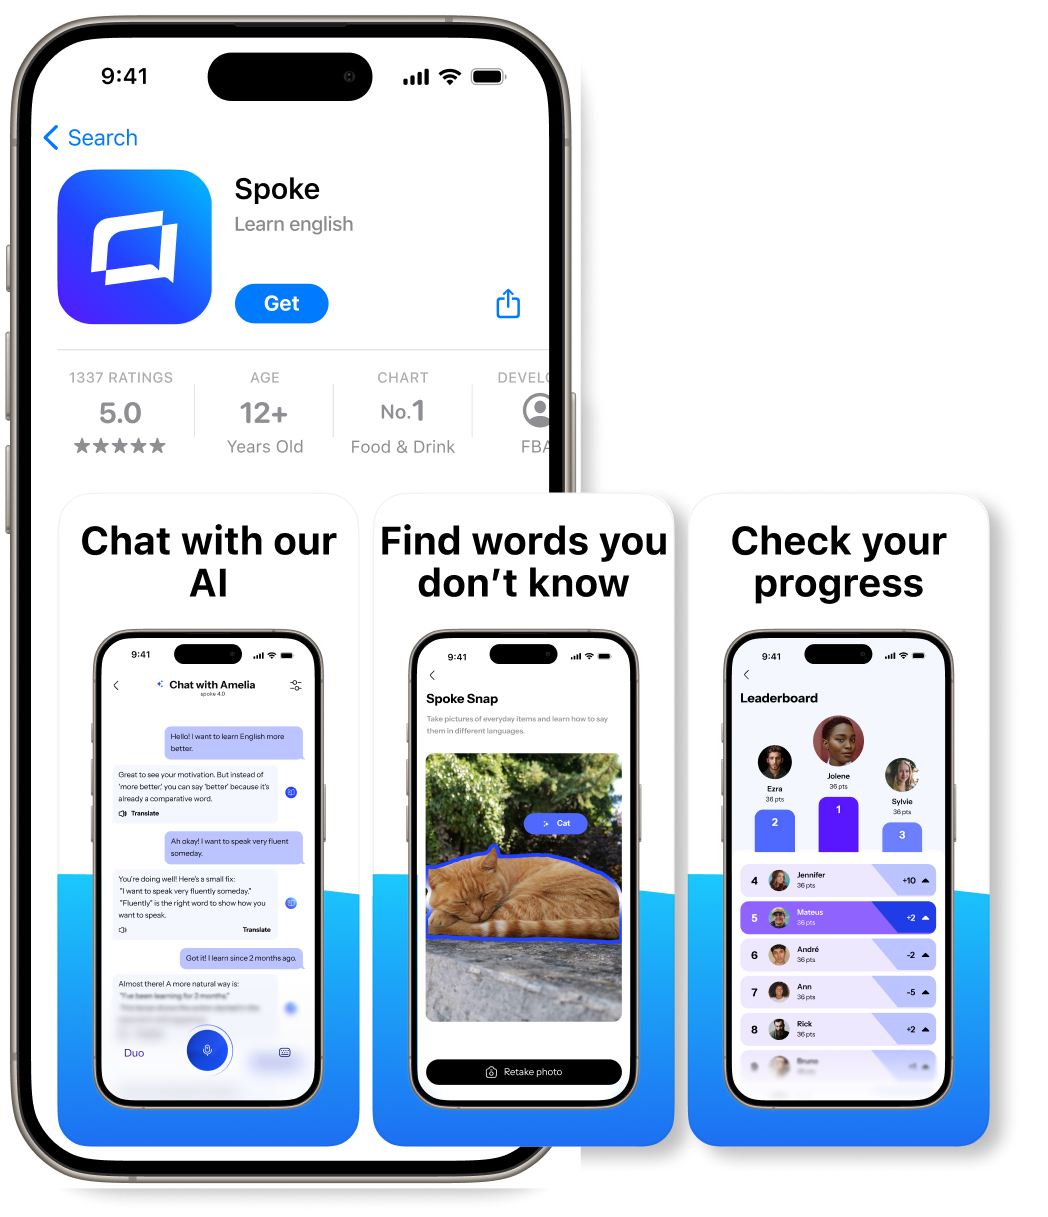 9:41
Search
Spoke
Learn english
Get
1337 RATINGS
5.0
AGE
12+
Years Old
CHART
No.1
Food & Drink
DEVELO
FBA
Chat with our
AI
9:41
Chat with Amelia
spoke 4.0
Hello! I want to learn English more
better.
Great to see your motivation. But instead of
'more better,' you can say 'better' because it's
already a comparative word.
Translate
Ah okay! I want to speak very fluent
someday.
You're doing well! Here's a small fix:
"I want to speak very fluently someday."
"Fluently" is the right word to show how you
want to speak.
Translate
Got it! I learn since 2 months ago.
Almost there! A more natural way is:
"I've been learning for 2 months."
Duo
Find words you
don't know
9:41
Spoke Snap
Take pictures of everyday items and learn how to say
them in different languages.
Cat
Retake photo
Check your
progress
9:41
Leaderboard
Jolene
36 pts
Ezra
36 pts
Sylvie
36 pts
1
2
3
4
Jennifer
36 pts
+10
5
Mateus
36 pts
+2
6
André
36 pts
-2
7
Ann
36 pts
-5
8
Rick
36 pts
+2
9
Bruno
36 pts